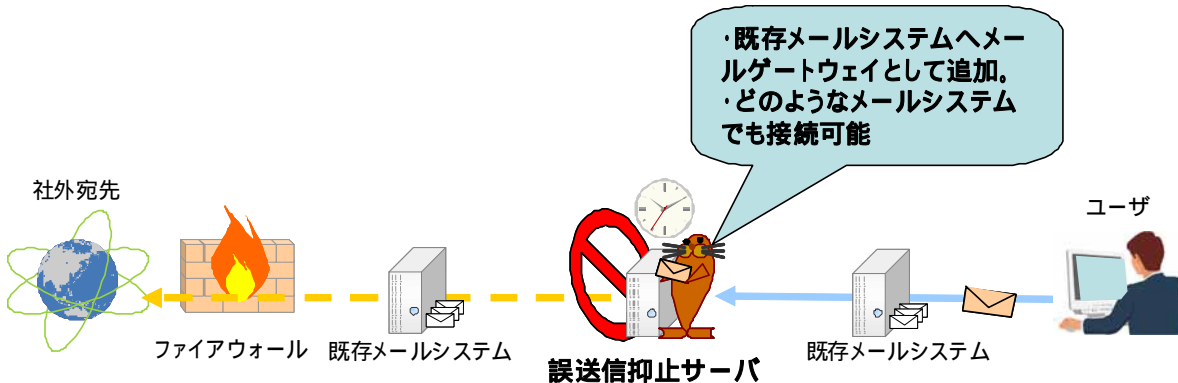 ・既存メールシステムへメー
ルゲートウェイとして追加。
・どのようなメールシステム
でも接続可能
社外宛先
ユーザ
ファイアウォール
既存メールシステム
誤送信抑止サーバ
既存メールシステム